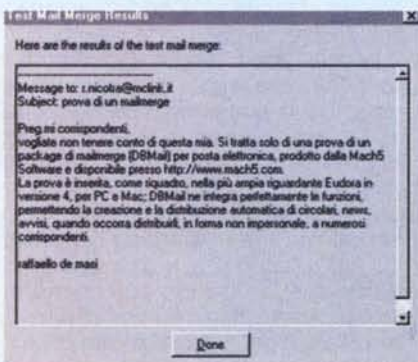 Test Mail Merge Results
Here are the results of the test mail merge:
Message to: r.nicotra@mclink.it
Subject: prova di un mailmerge
Preg.mi corrispondenti,
vogliate non tenere conto di questa mia. Si tratta solo di una prova di un
package di mailmerge (DBMail) per posta elettronica, prodotto dalla Mach5
Software e disponibile presso http://www.mach5.com.
La prova è inserita, come riquadro, nella più ampia riguardante Eudora in
versione 4, per PC a Mac; DBMail ne integra perfettamente le funzioni,
permettendo la creazione e la distribuzione automatica di circolari, news,
avvisi, quando occorra distribuirli, in forma non impersonale, a numerosi
corrispondenti.
raffaello de masi
Done